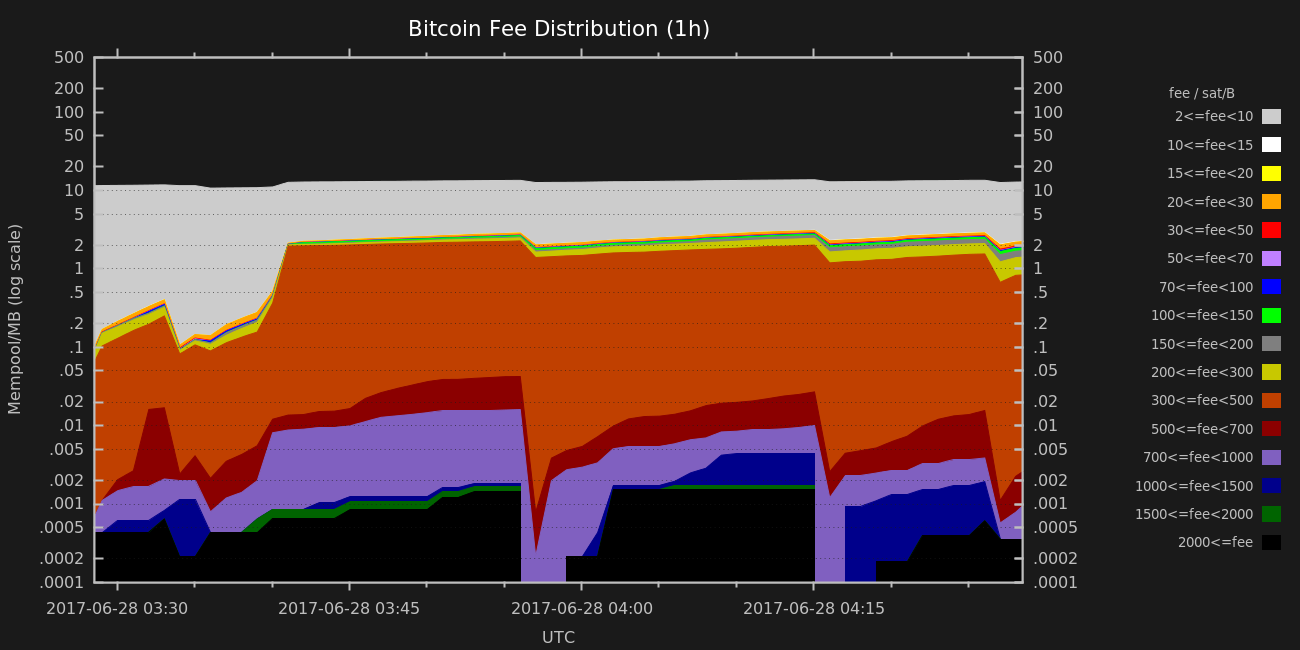 Bitcoin Fee Distribution (1h)
500
200
100
50
20
10
5
2
1
.5
.2
.1
.05
.02
.01
.005
.002
.001
.0005
.0002
.0001
Mempool/MB (log scale)
500
200
100
50
20
10
5
2
1
.5
.2
.1
.05
.02
.01
.005
.002
.001
.0005
.0002
.0001
2017-06-28 03:30
2017-06-28 03:45
2017-06-28 04:00
2017-06-28 04:15
UTC
fee / sat/B
2<=fee<10
10<=fee<15
15<=fee<20
20<=fee<30
30<=fee<50
50<=fee<70
70<=fee<100
100<=fee<150
150<=fee<200
200<=fee<300
300<=fee<500
500<=fee<700
700<=fee<1000
1000<=fee<1500
1500<=fee<2000
2000<=fee